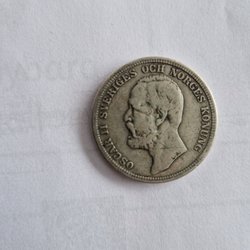 OSCAR II SVERIGES OCH NORGES KONUNG